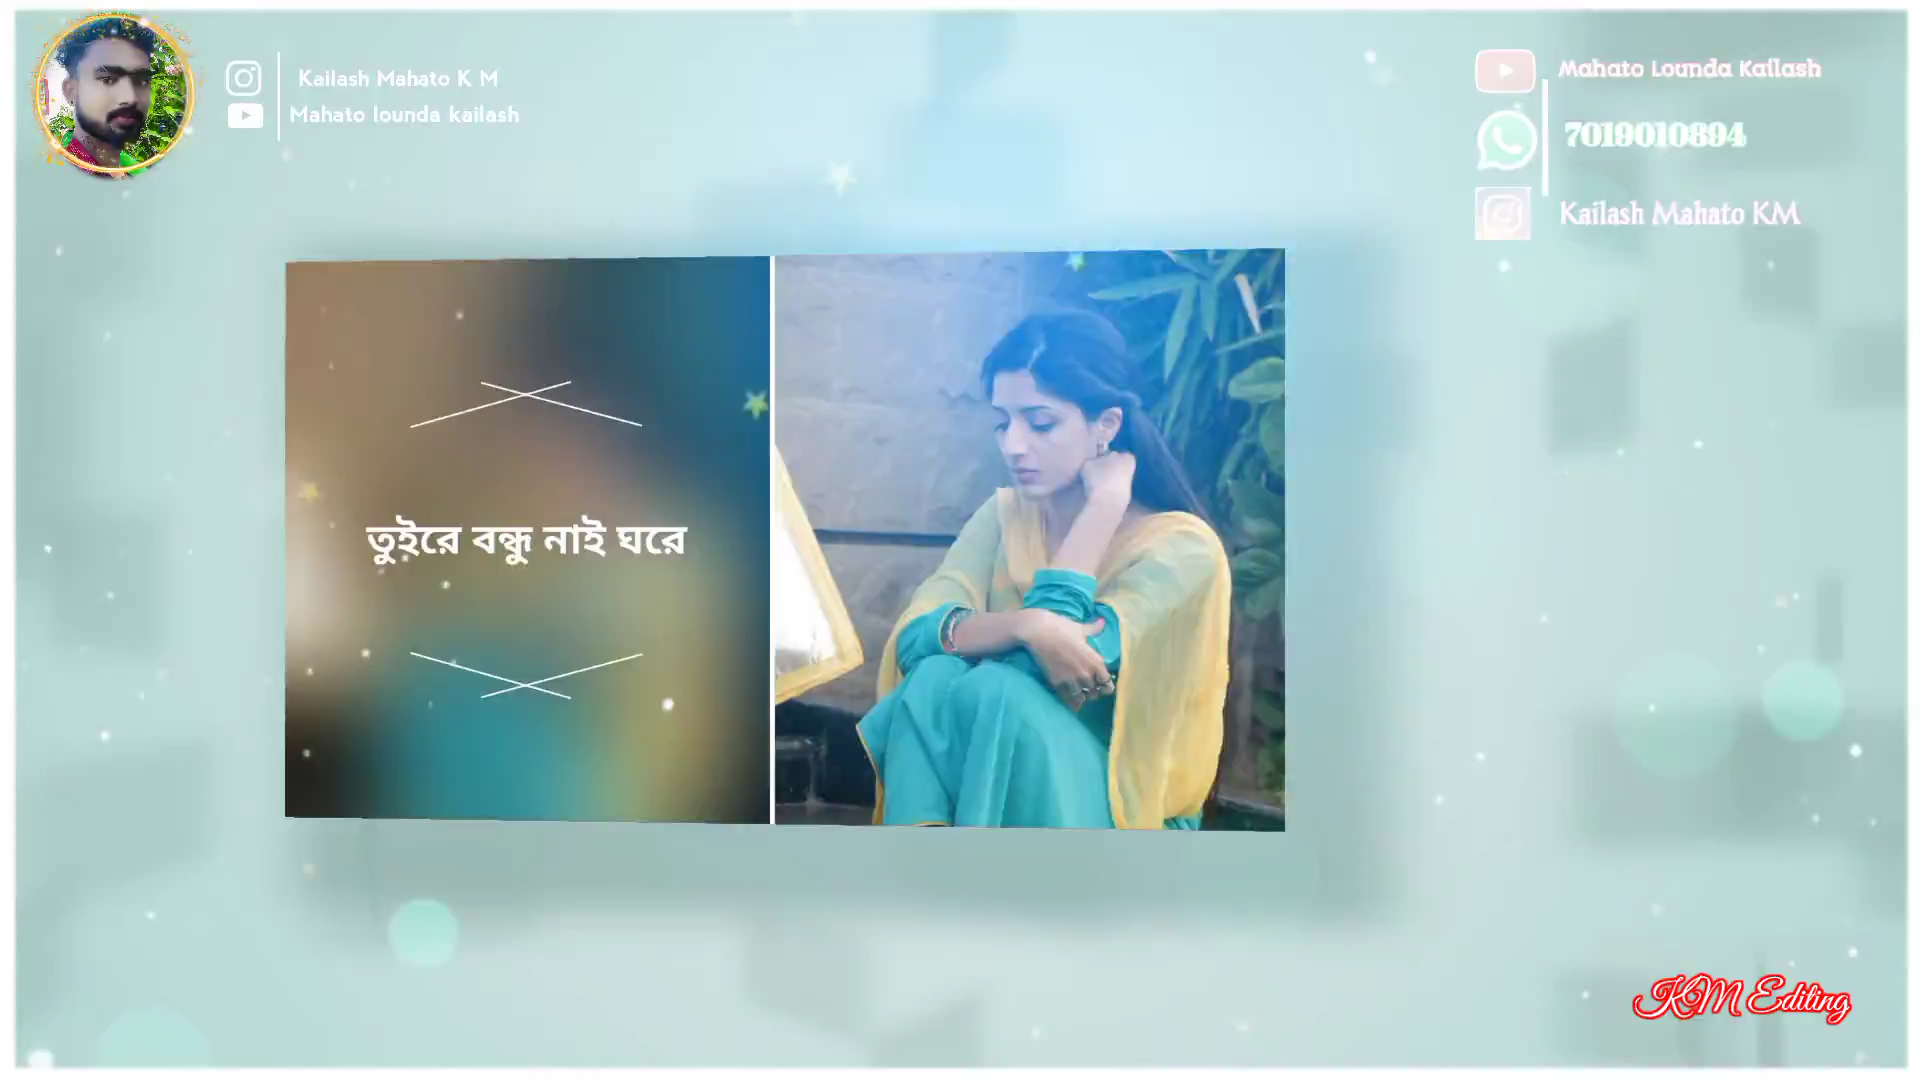 Kailash Mahato K M
Mahato lounda kailash
Mahato Lounda Kailash
7019010894
Kailash Mahato KM
তুইরে বন্ধু নাই ঘরে
KM Editing